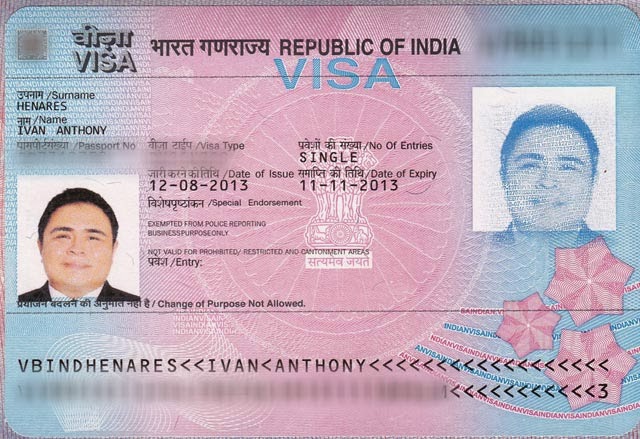 वीज़ा
VISA
भारत गणराज्य REPUBLIC OF INDIA
VISA
उपनाम /Surname
HENARES
नाम /Name
IVAN ANTHONY
पासपोर्टसंख्या /Passport No
वीज़ा टाईप /Visa Type
प्रवेशों की संख्या /No Of Entries
SINGLE
जारी करने की तिथि /Date of Issue समाप्ति की तिथि /Date of Expiry
12-08-2013 11-11-2013
विशेषपृष्ठांकन /Special Endorsement
EXEMPTED FROM POLICE REPORTING
BUSINESSPURPOSEONLY
NOT VALID FOR PROHIBITED/ RESTRICTED AND CANTONMENT AREAS
प्रवेश /Entry:
सत्यमेव जयते
प्रयोजन बदलने की अनुमति नहीं है / Change of Purpose Not Allowed.
VBINDHENARES<<IVAN<ANTHONY<<<<<<<<<<<<<<<<<<
<<<<<<<<<<3